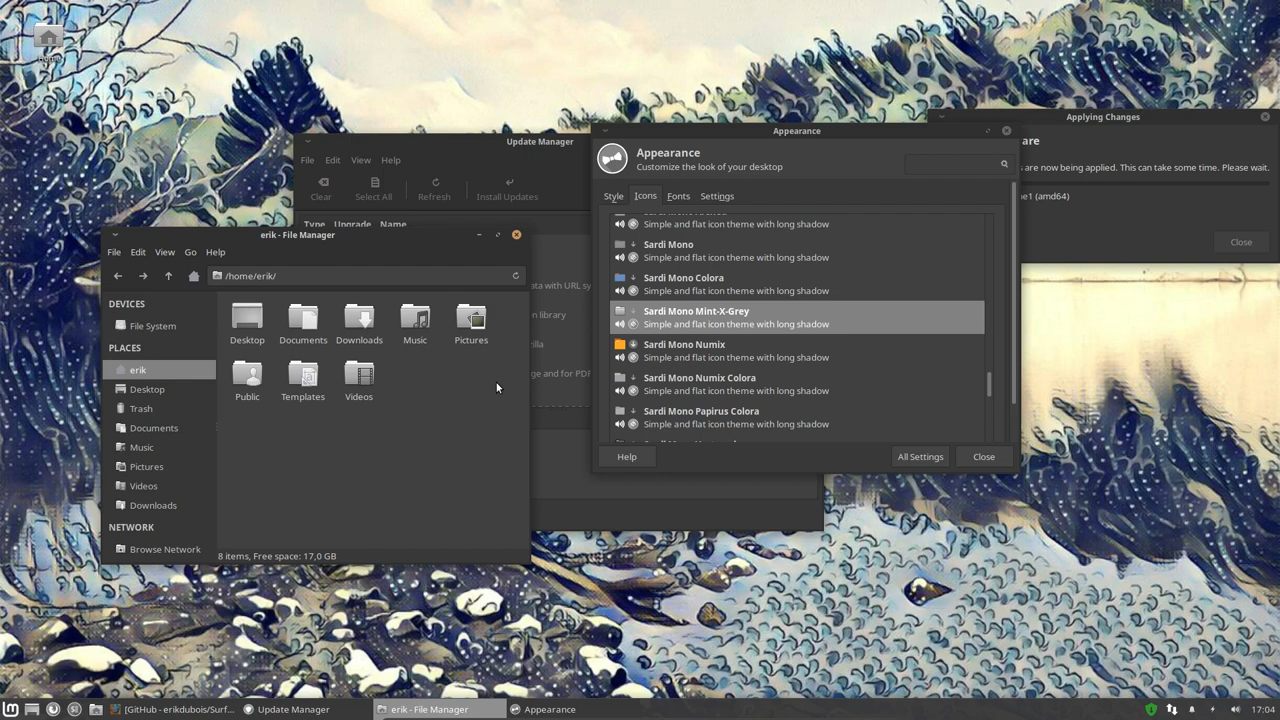 Home
Applying Changes
are
are now being applied. This can take some time. Please wait.
e1 (amd64)
Close
Update Manager
File Edit View Help
Clear Select All Refresh Install Updates
Type Upgrade Name
ata with URL sy
n library
zilla
ge and for PDF
Appearance
Appearance
Customize the look of your desktop
Style Icons Fonts Settings
Simple and flat icon theme with long shadow
Sardi Mono
Simple and flat icon theme with long shadow
Sardi Mono Colora
Simple and flat icon theme with long shadow
Sardi Mono Mint-X-Grey
Simple and flat icon theme with long shadow
Sardi Mono Numix
Simple and flat icon theme with long shadow
Sardi Mono Numix Colora
Simple and flat icon theme with long shadow
Sardi Mono Papirus Colora
Simple and flat icon theme with long shadow
Help All Settings Close
erik - File Manager
File Edit View Go Help
/home/erik/
DEVICES
File System
PLACES
erik
Desktop
Trash
Documents
Music
Pictures
Videos
Downloads
NETWORK
Browse Network
Desktop Documents Downloads Music Pictures
Public Templates Videos
8 items, Free space: 17,0 GB
[GitHub - erikdubois/Surf... Update Manager erik - File Manager Appearance 17:04